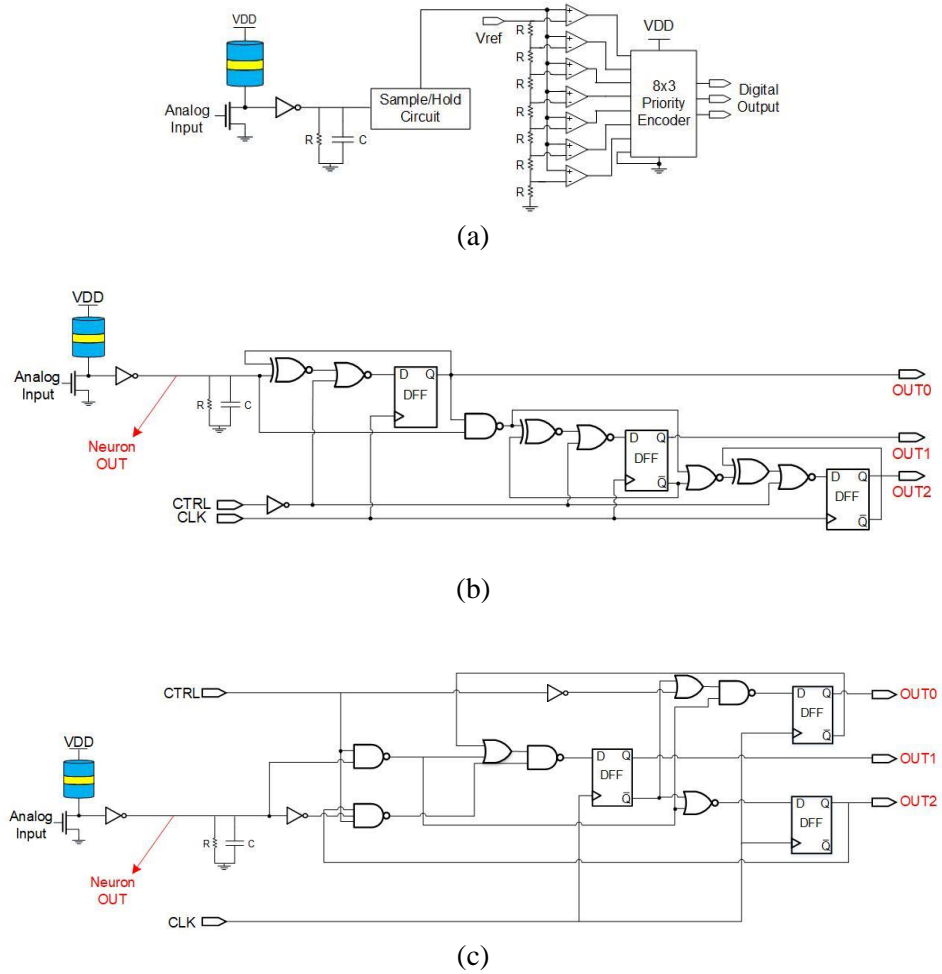 VDD
Analog
Input
R
C
Sample/Hold
Circuit
Vref
R
R
R
R
R
R
R
+
-
+
-
+
-
+
-
+
-
+
-
+
-
VDD
8x3
Priority
Encoder
Digital
Output
(a)
VDD
Analog
Input
Neuron
OUT
R
C
CTRL
CLK
D Q
DFF
D Q
DFF
Q̅
D Q
DFF
Q̅
OUT0
OUT1
OUT2
(b)
CTRL
VDD
Analog
Input
Neuron
OUT
R
C
CLK
D Q
DFF
Q̅
D Q
DFF
Q̅
D Q
DFF
OUT0
OUT1
OUT2
(c)